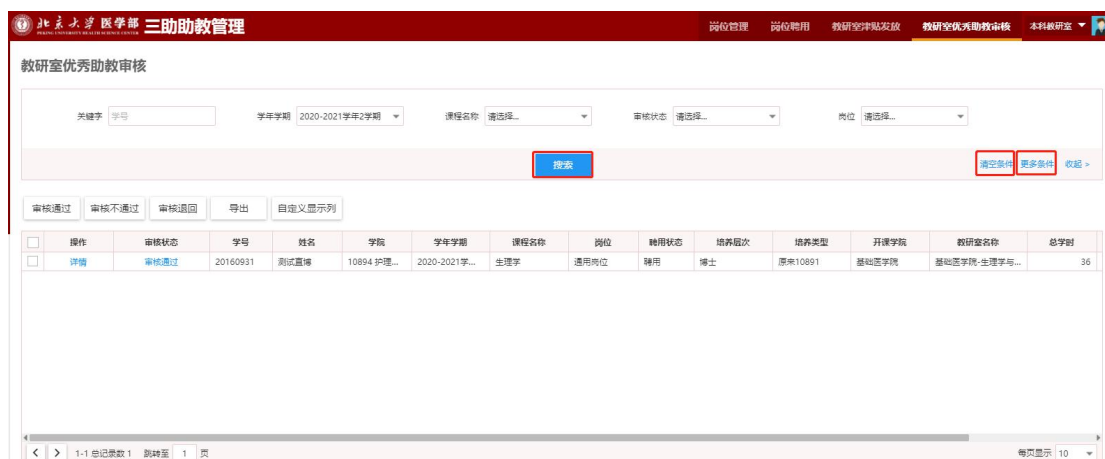 北京大学医学部 三助助教管理 岗位管理 岗位聘用 教研室津贴发放 教研室优秀助教审核 本科教研室
PEKING UNIVERSITY HEALTH SCIENCE CENTER
教研室优秀助教审核
关键字 学号 学年学期 2020-2021学年2学期 课程名称 请选择... 审核状态 请选择... 岗位 请选择...
搜索 清空条件 更多条件 收起 >
审核通过 审核不通过 审核退回 导出 自定义显示列
操作 审核状态 学号 姓名 学院 学年学期 课程名称 岗位 聘用状态 培养层次 培养类型 开课学院 教研室名称 总学时
详情 审核通过 20160931 测试直博 10894 护理... 2020-2021学... 生理学 通用岗位 聘用 博士 原来10891 基础医学院 基础医学院-生理学与... 36
< > 1-1 总记录数 1 跳转至 1 页 每页显示 10